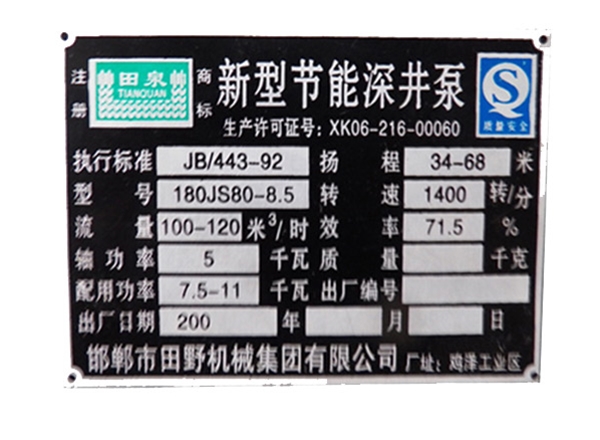 注册 田泉 TIANQUAN 商标
新型节能深井泵
生产许可证号: XK06-216-00060
质量安全
执行标准 JB/443-92 扬程 34-68 米
型号 180JS80-8.5 转速 1400 转/分
流量 100-120 米³/时 效率 71.5 %
轴功率 5 千瓦 质量 千克
配用功率 7.5-11 千瓦 出厂编号
出厂日期 200 年 月 日
邯郸市田野机械集团有限公司 厂址: 鸡泽工业区